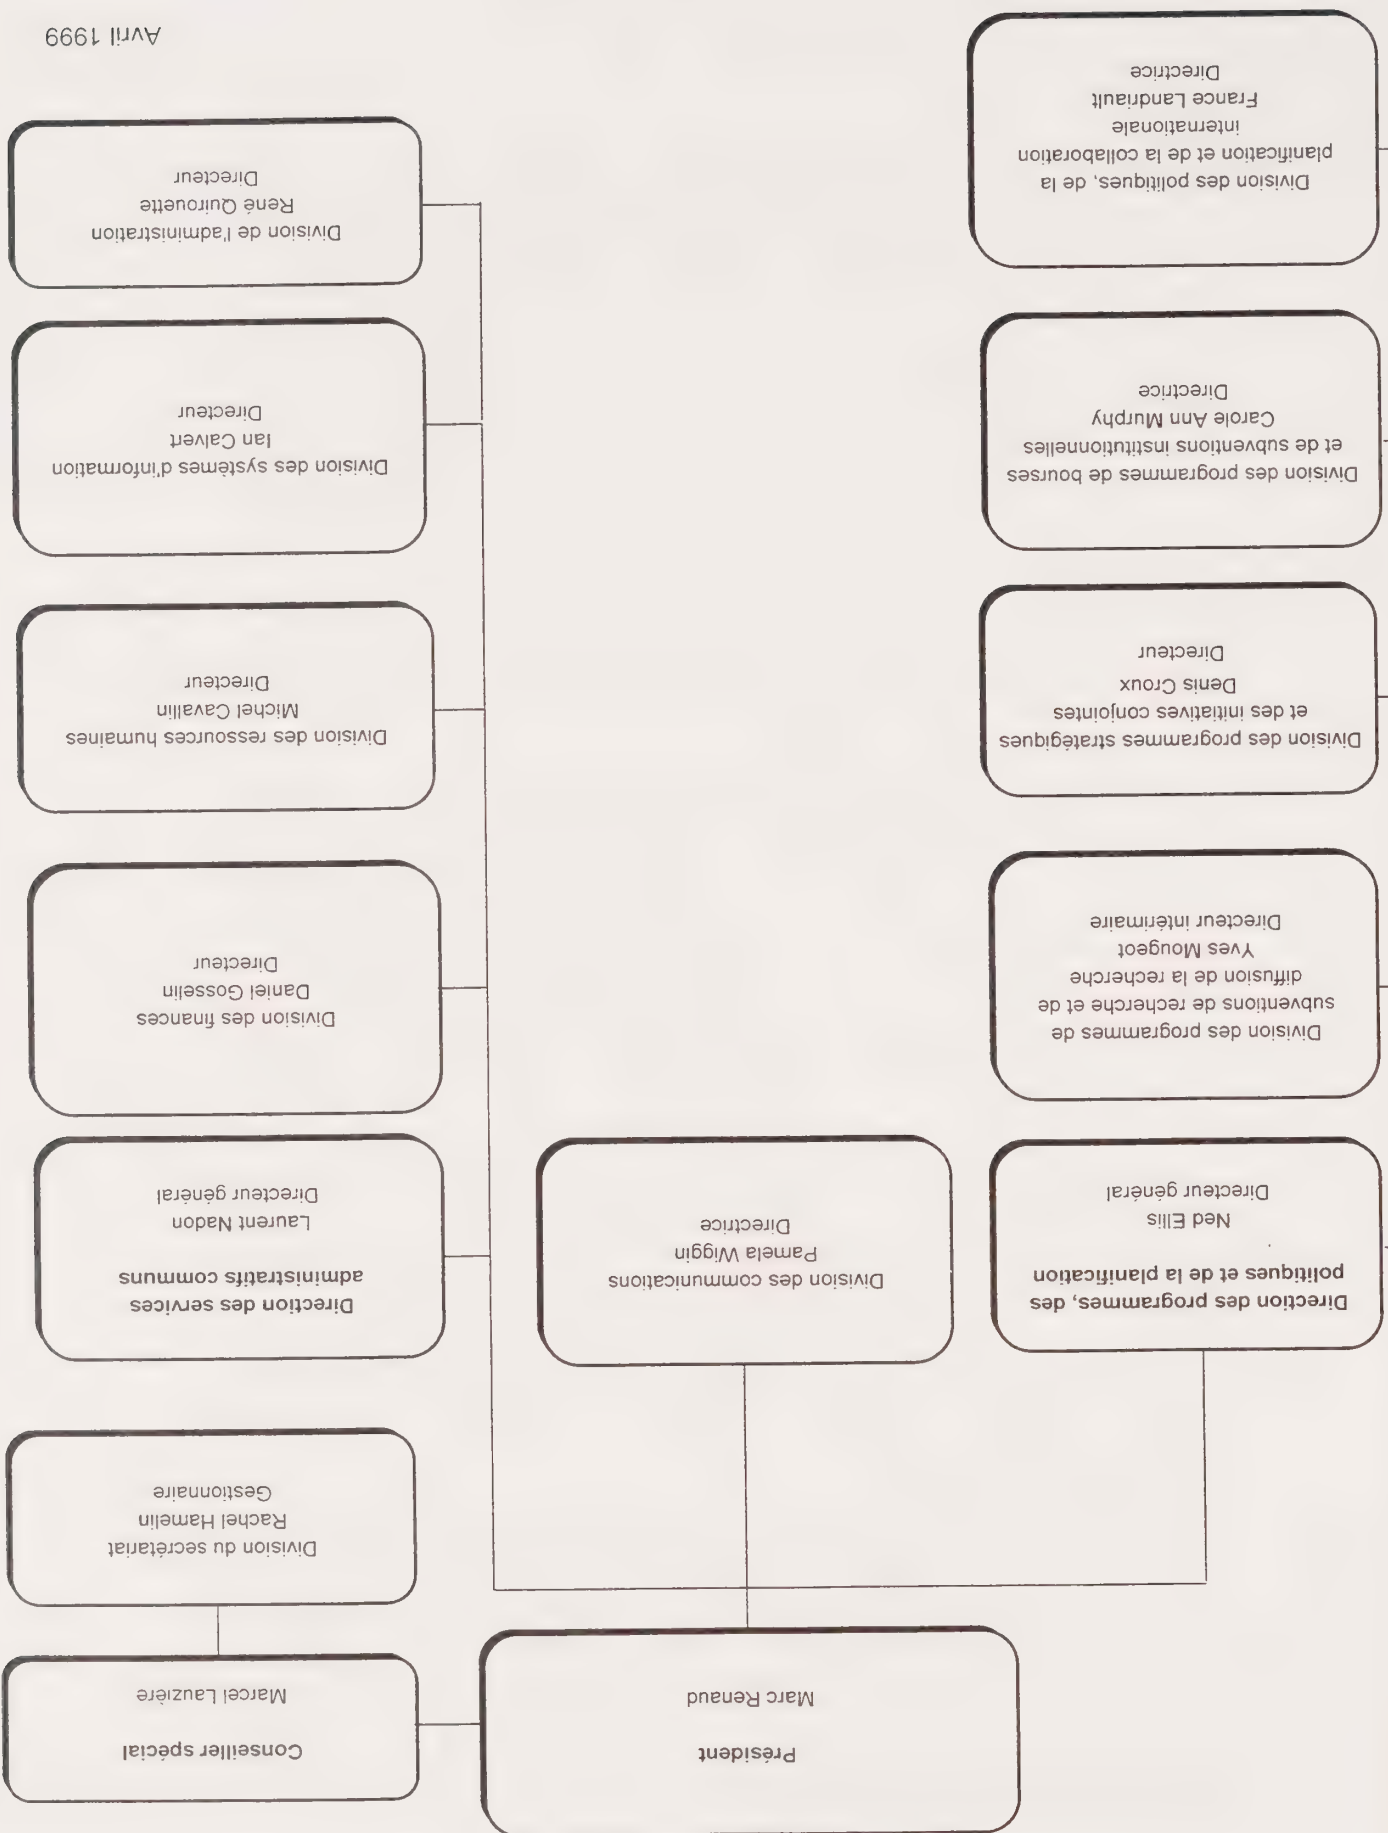 Président
Marc Renaud
Conseiller spécial
Marcel Lauzière
Division du secrétariat
Rachel Hamelin
Gestionnaire
Direction des programmes, des
politiques et de la planification
Ned Ellis
Directeur général
Division des communications
Pamela Wiggin
Directrice
Direction des services
administratifs communs
Laurent Nadon
Directeur général
Division des programmes de
subventions de recherche et de
diffusion de la recherche
Yves Mougeot
Directeur intérimaire
Division des finances
Daniel Gosselin
Directeur
Division des programmes stratégiques
et des initiatives conjointes
Denis Croux
Directeur
Division des ressources humaines
Michel Cavallin
Directeur
Division des programmes de bourses
et de subventions institutionnelles
Carole Ann Murphy
Directrice
Division des systèmes d'information
Ian Calvert
Directeur
Division des politiques, de la
planification et de la collaboration
internationale
France Landriault
Directrice
Division de l'administration
René Quirouette
Directeur
Avril 1999